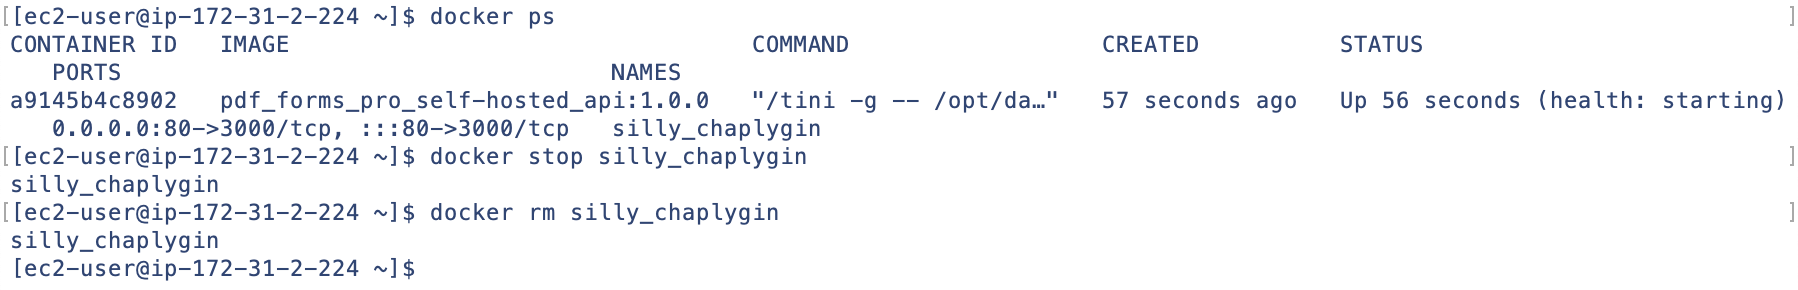 [[ec2-user@ip-172-31-2-224 ~]$ docker ps ]
CONTAINER ID   IMAGE                                 COMMAND                  CREATED          STATUS
   PORTS                                   NAMES
a9145b4c8902   pdf_forms_pro_self-hosted_api:1.0.0   "/tini -g -- /opt/da…"   57 seconds ago   Up 56 seconds (health: starting)
   0.0.0.0:80->3000/tcp, :::80->3000/tcp   silly_chaplygin
[[ec2-user@ip-172-31-2-224 ~]$ docker stop silly_chaplygin ]
silly_chaplygin
[[ec2-user@ip-172-31-2-224 ~]$ docker rm silly_chaplygin ]
silly_chaplygin
[ec2-user@ip-172-31-2-224 ~]$